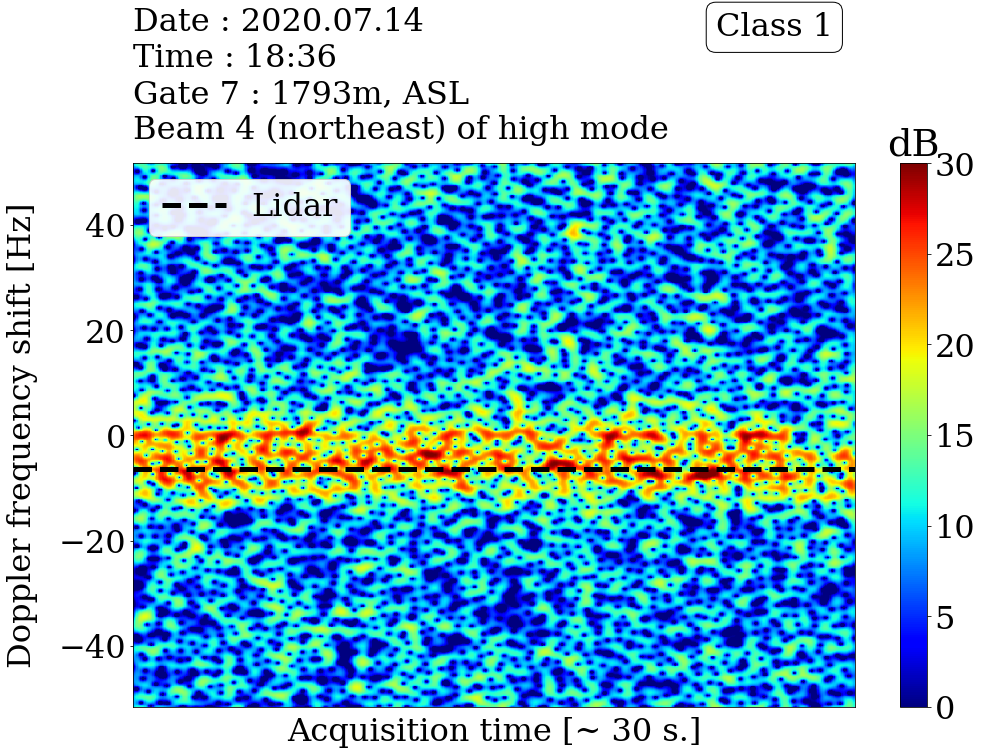 Date : 2020.07.14
Time : 18:36
Gate 7 : 1793m, ASL
Beam 4 (northeast) of high mode
Class 1
dB
Lidar
Doppler frequency shift [Hz]
40
20
0
−20
−40
30
25
20
15
10
5
0
Acquisition time [~ 30 s.]